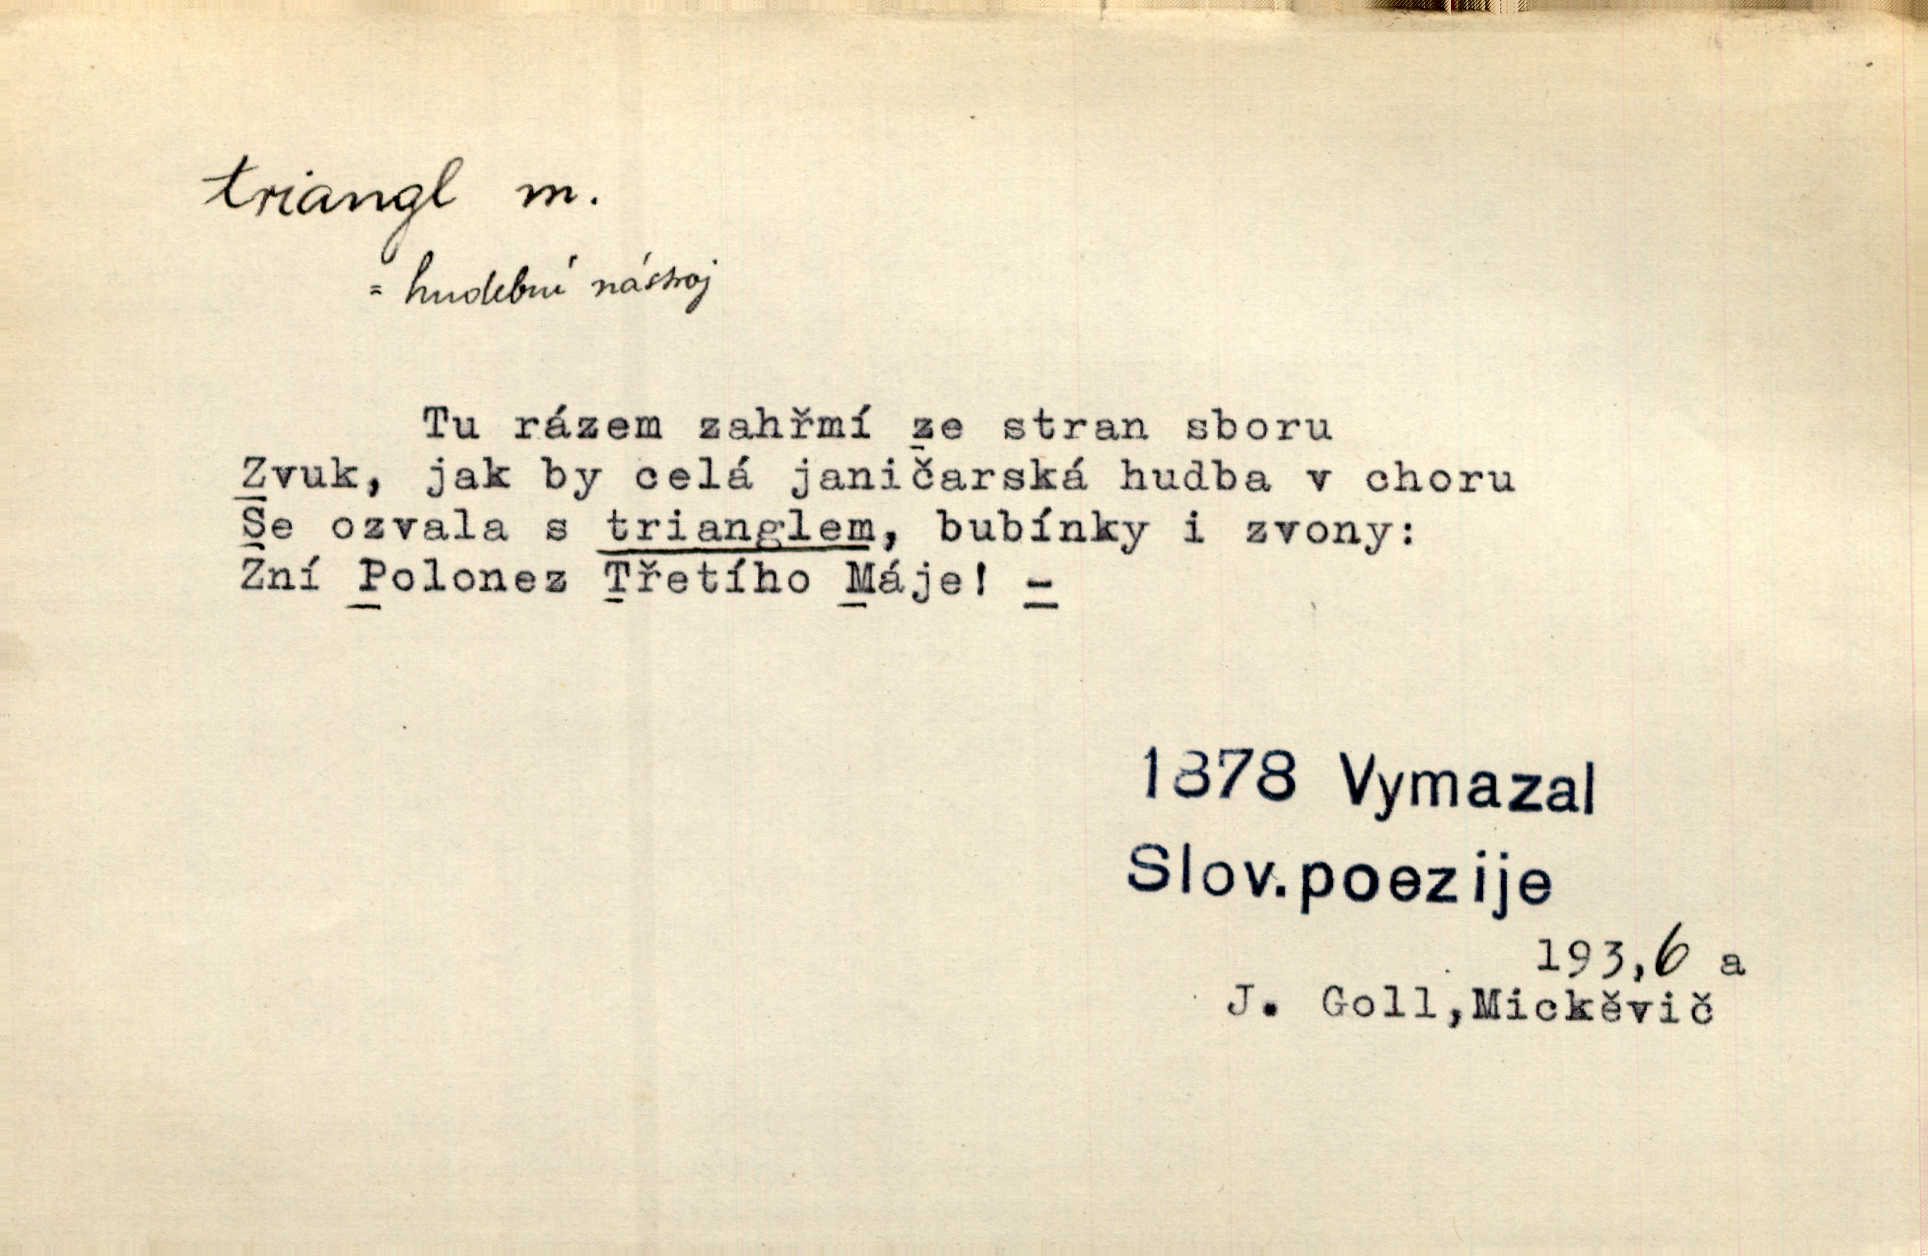 triangl m.
= hudební nástroj
Tu rázem zahřmí ze stran sboru
Zvuk, jak by celá janičarská hudba v choru
Se ozvala s trianglem, bubínky i zvony:
Zní Polonez Třetího Máje! -
1878 Vymazal
Slov.poezije
193,6 a
J. Goll,Mickěvič